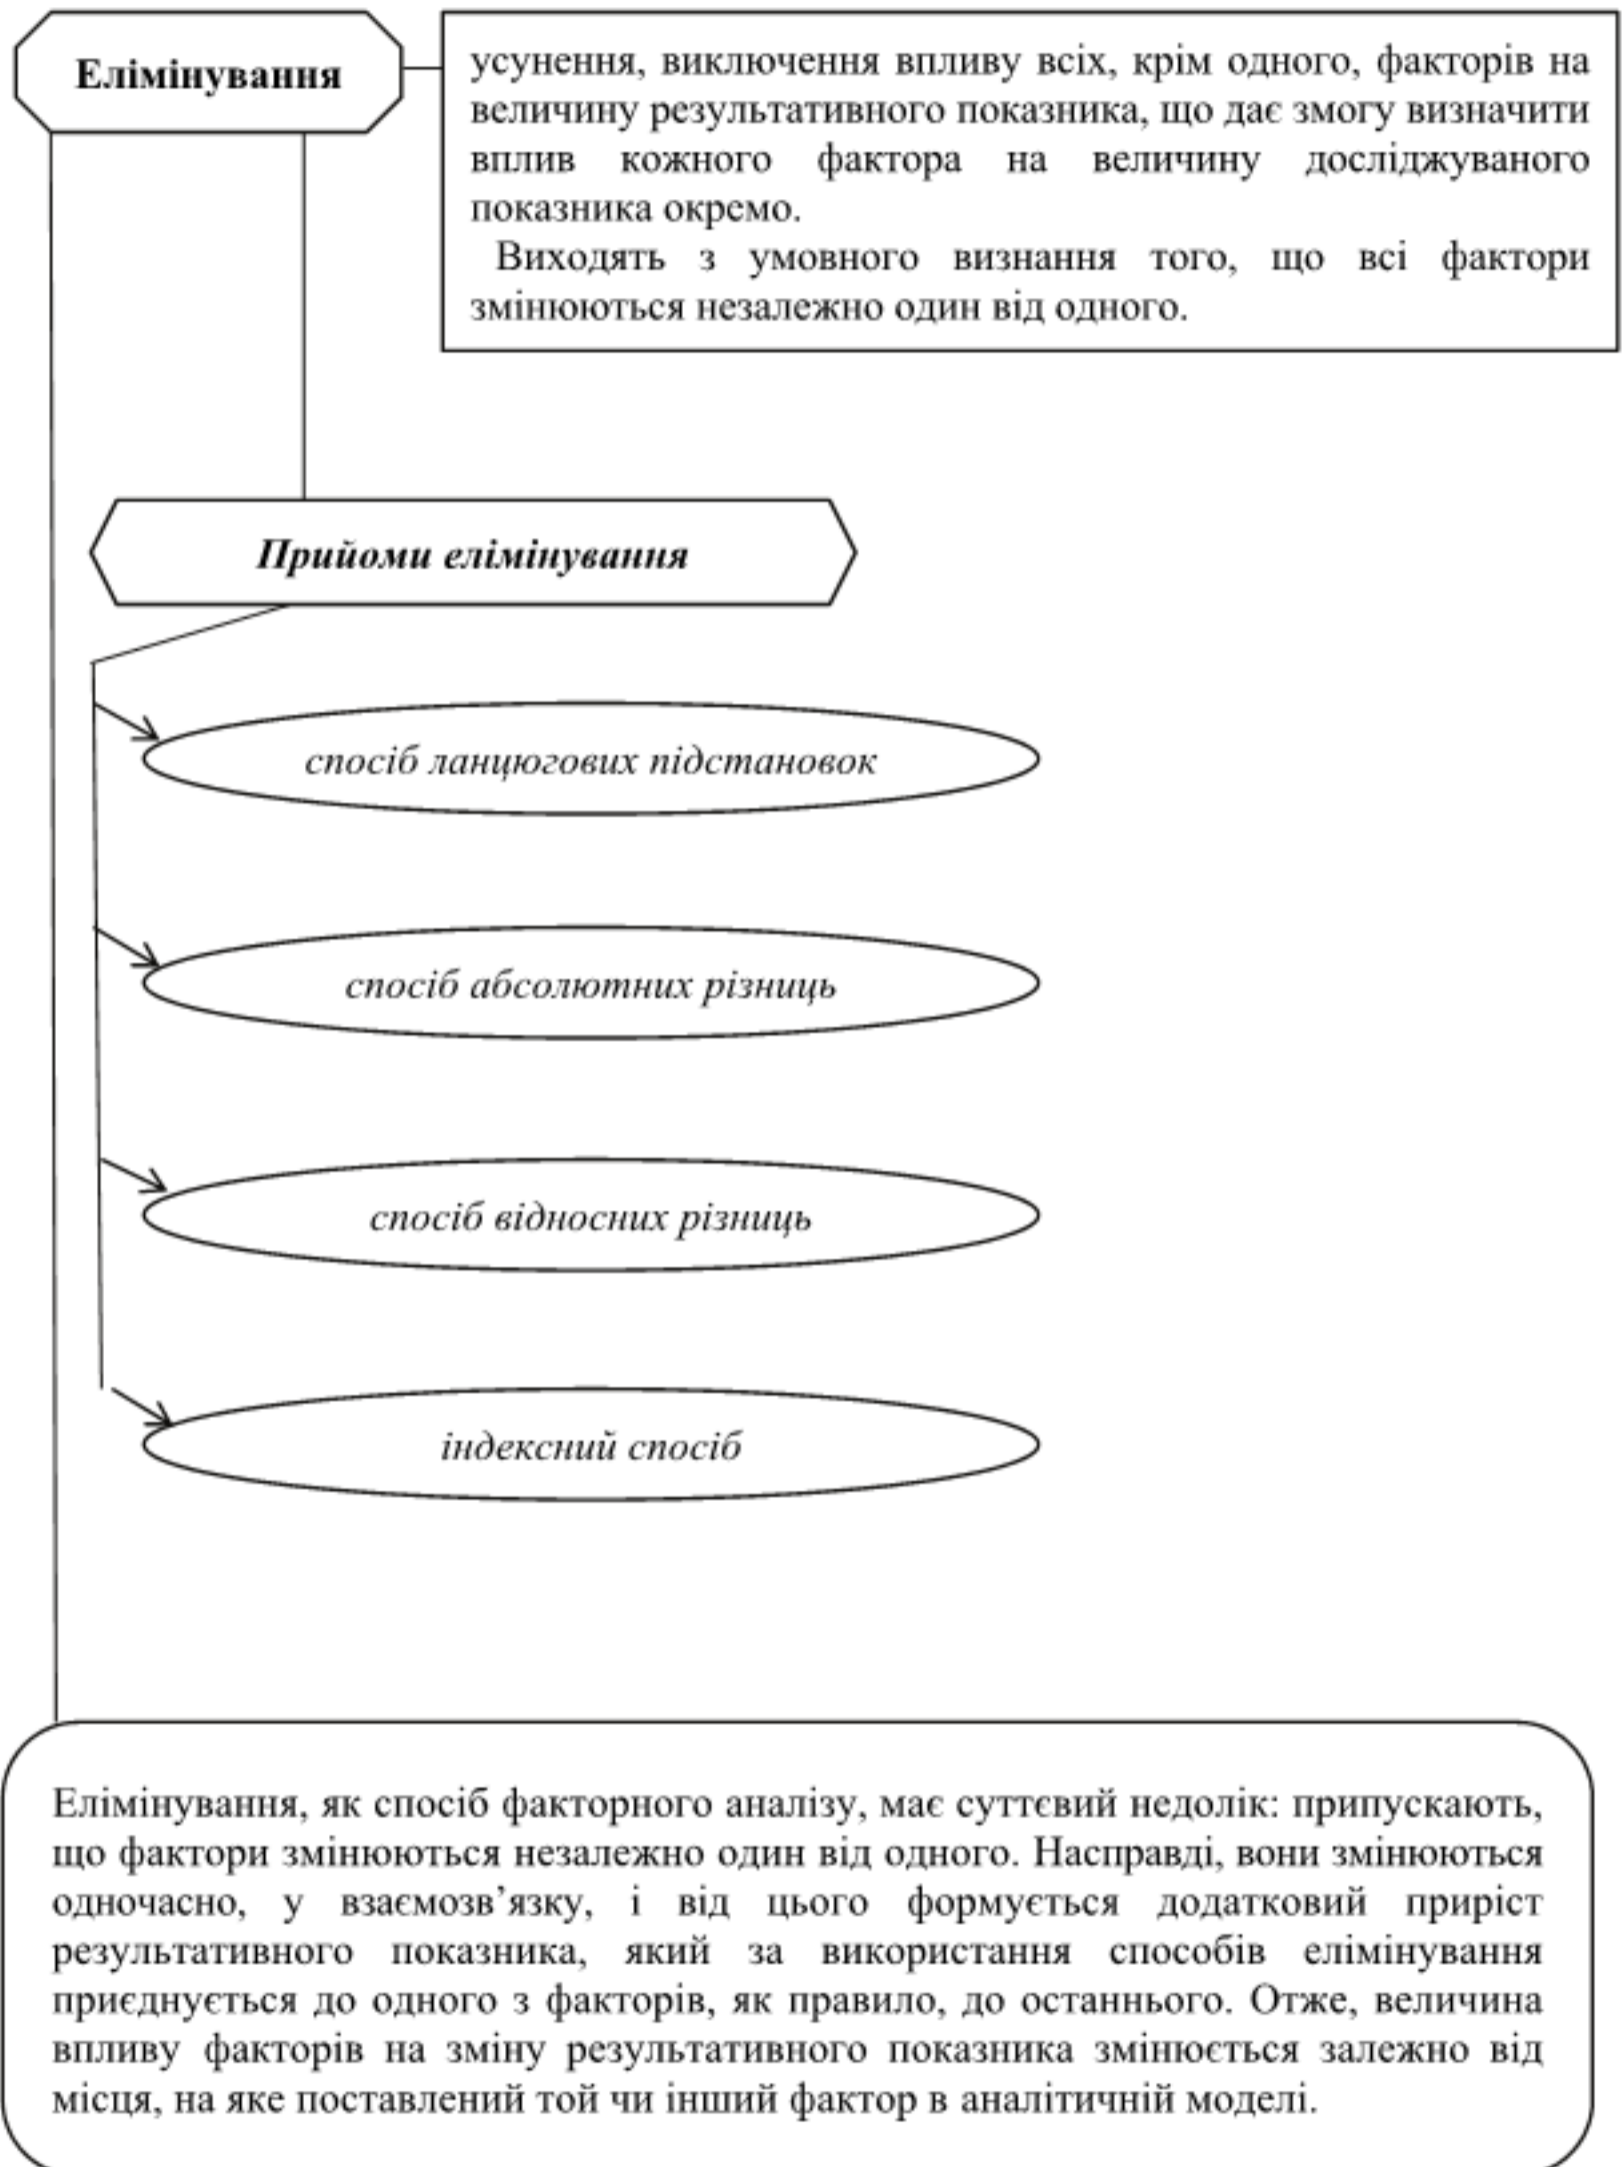 Елімінування
усунення, виключення впливу всіх, крім одного, факторів на
величину результативного показника, що дає змогу визначити
вплив кожного фактора на величину досліджуваного
показника окремо.
Виходять з умовного визнання того, що всі фактори
змінюються незалежно один від одного.
Прийоми елімінування
спосіб ланцюгових підстановок
спосіб абсолютних різниць
спосіб відносних різниць
індексний спосіб
Елімінування, як спосіб факторного аналізу, має суттєвий недолік: припускають,
що фактори змінюються незалежно один від одного. Насправді, вони змінюються
одночасно, у взаємозв’язку, і від цього формується додатковий приріст
результативного показника, який за використання способів елімінування
приєднується до одного з факторів, як правило, до останнього. Отже, величина
впливу факторів на зміну результативного показника змінюється залежно від
місця, на яке поставлений той чи інший фактор в аналітичній моделі.